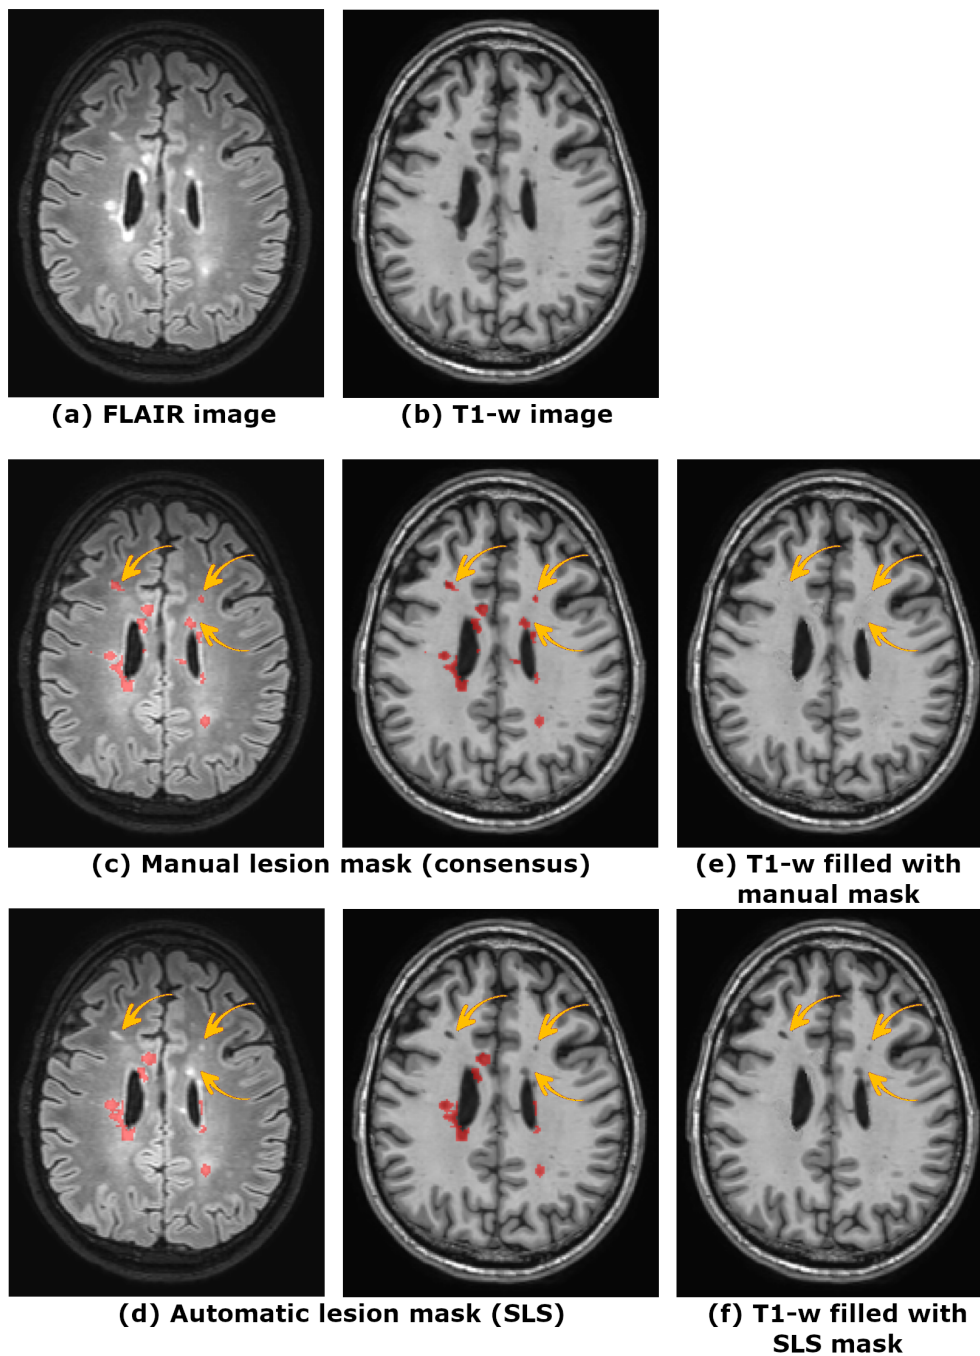 (a) FLAIR image
(b) T1-w image
(c) Manual lesion mask (consensus)
(e) T1-w filled with
manual mask
(d) Automatic lesion mask (SLS)
(f) T1-w filled with
SLS mask